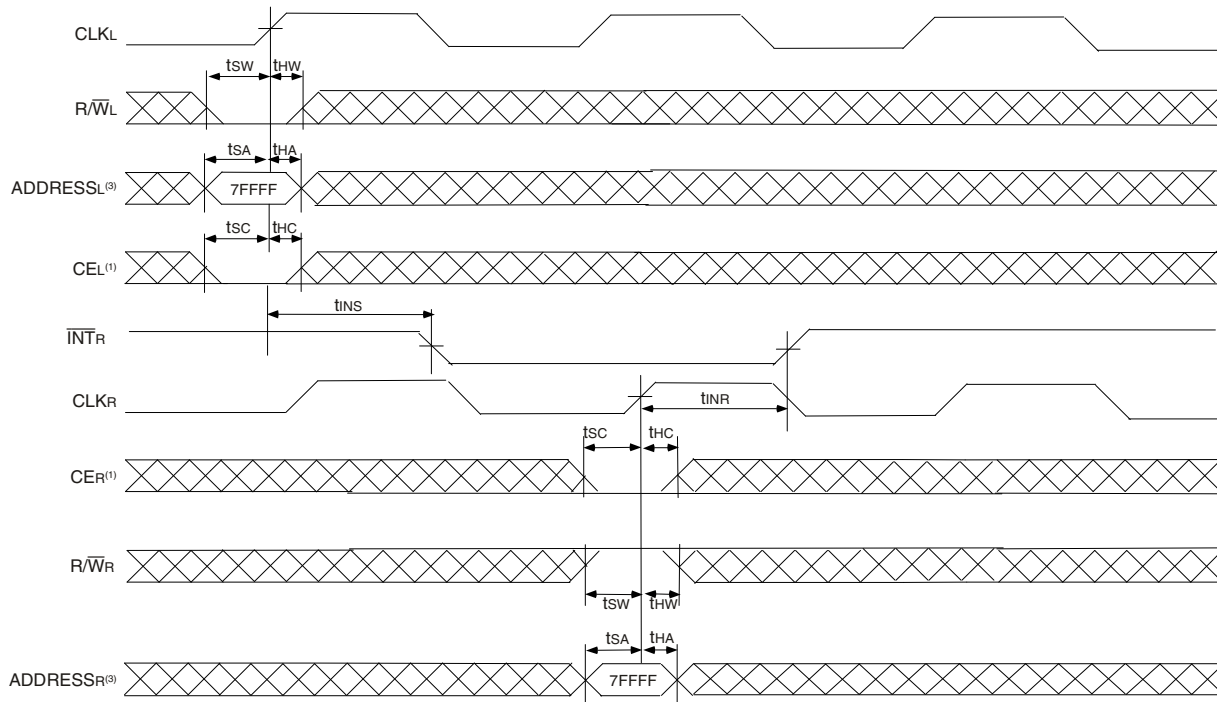 CLKL
tSW tHW
R/W̅L
tSA tHA
ADDRESSL(3) 7FFFF
tSC tHC
CEL(1)
tINS
I̅N̅T̅R
CLKR
tINR
tSC tHC
CER(1)
R/W̅R
tSW tHW
tSA tHA
ADDRESSR(3) 7FFFF